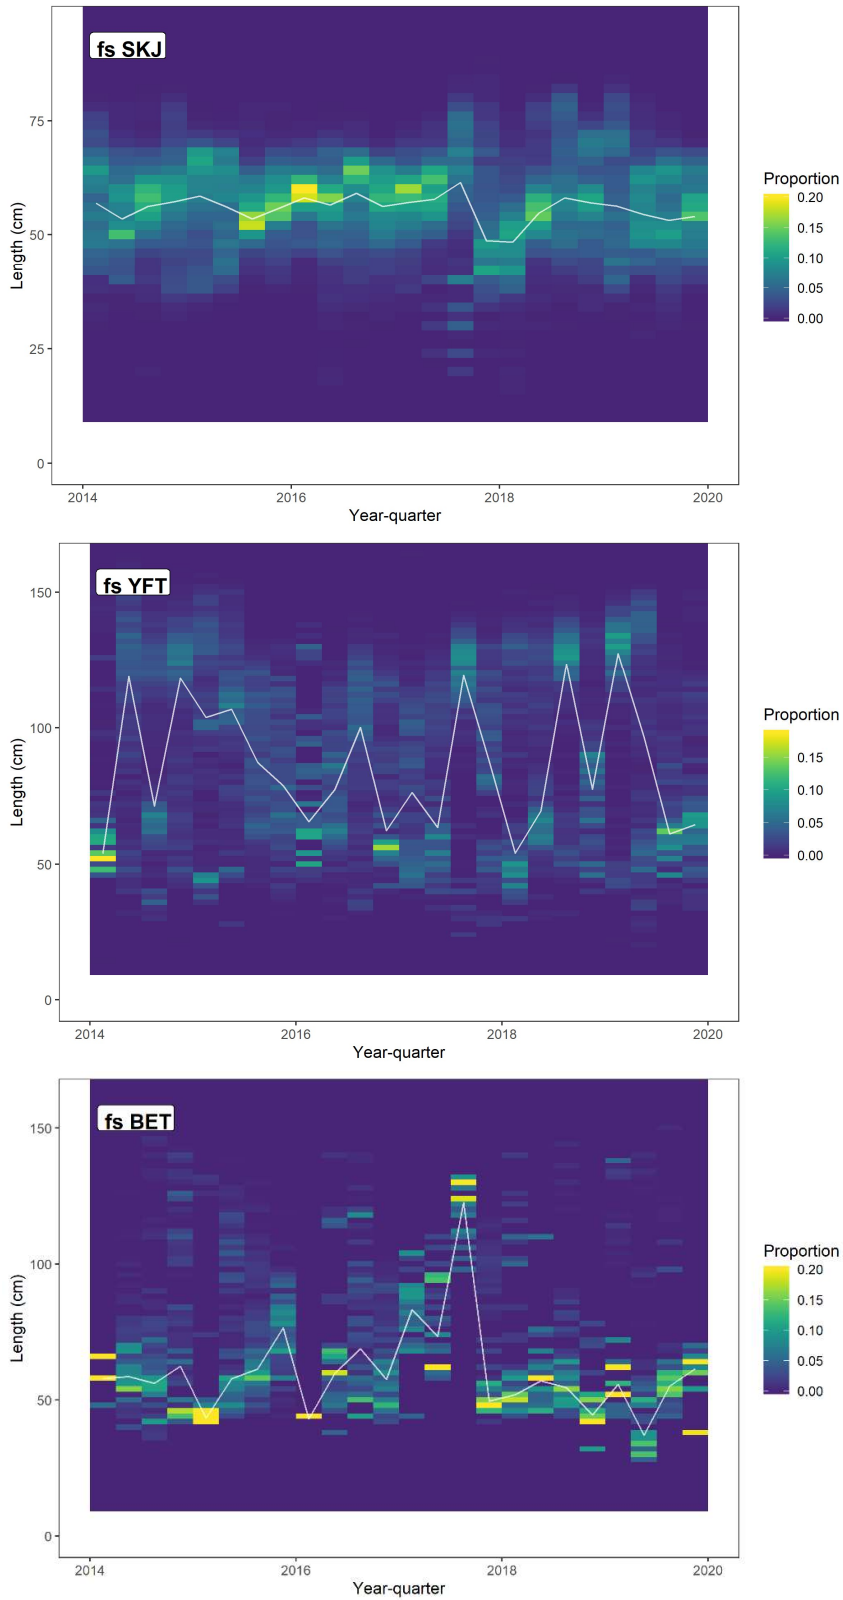 fs SKJ
75
50
25
0
Length (cm)
2014 2016 2018 2020
Year-quarter
Proportion
0.20
0.15
0.10
0.05
0.00
fs YFT
150
100
50
0
Length (cm)
2014 2016 2018 2020
Year-quarter
Proportion
0.15
0.10
0.05
0.00
fs BET
150
100
50
0
Length (cm)
2014 2016 2018 2020
Year-quarter
Proportion
0.20
0.15
0.10
0.05
0.00